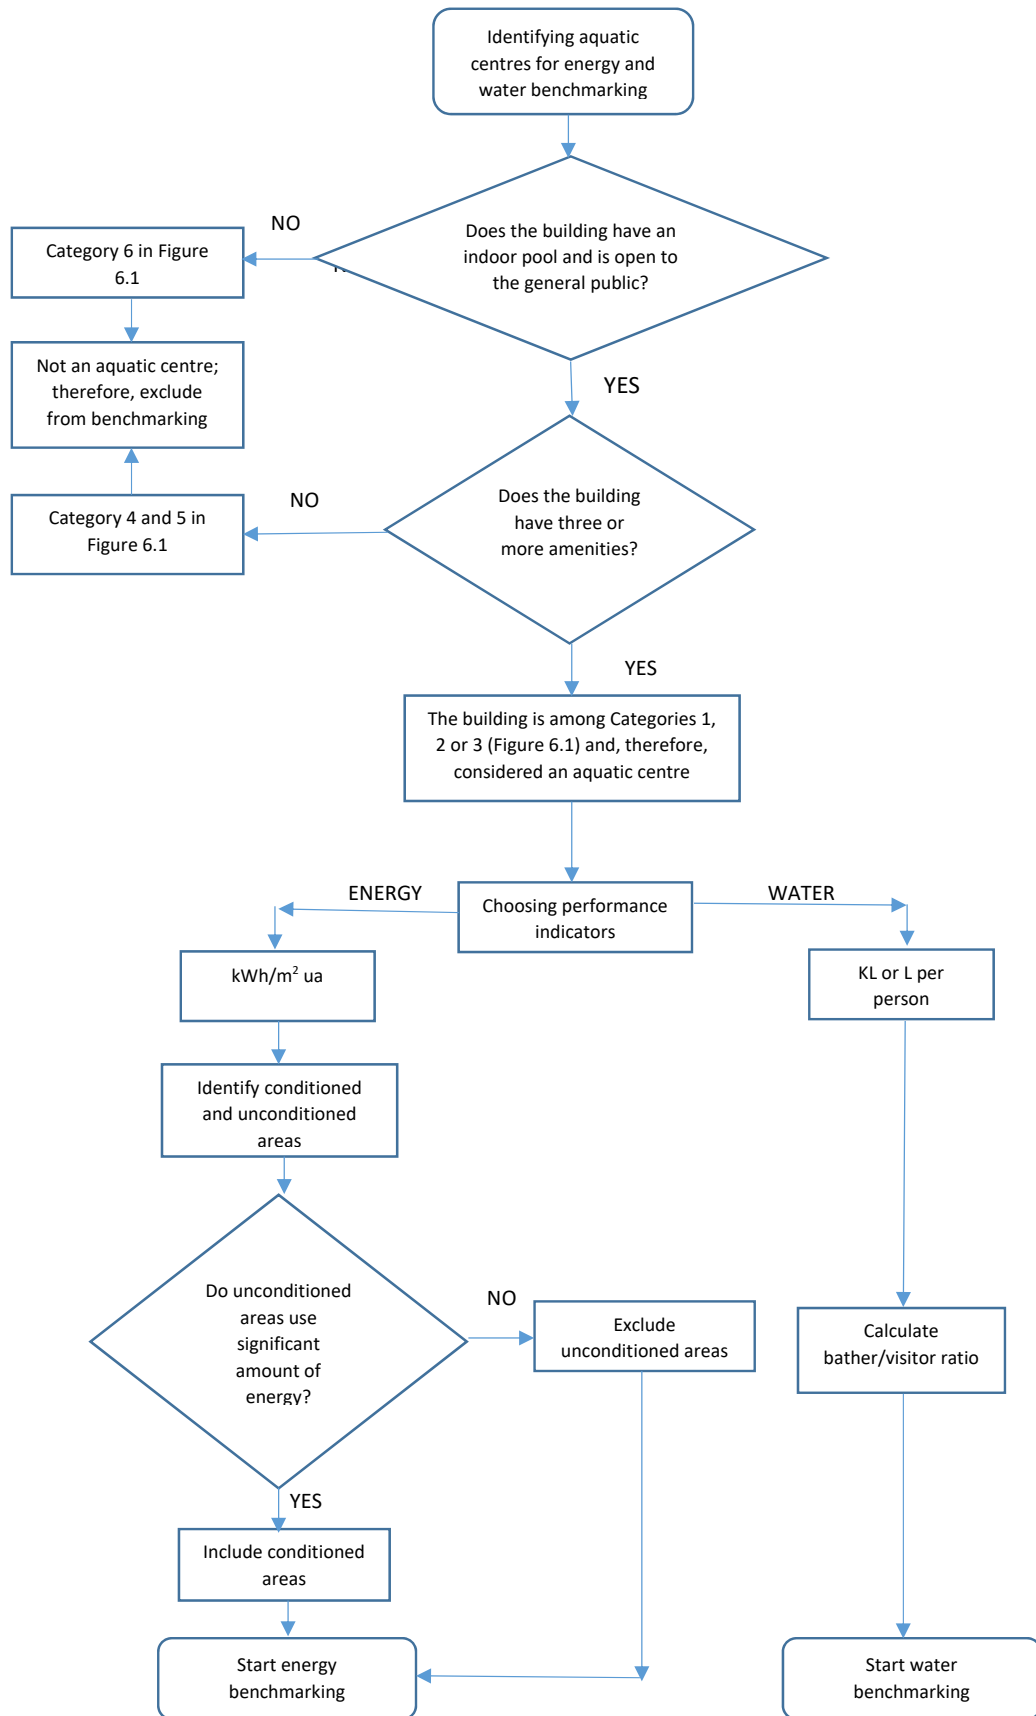 Identifying aquatic
centres for energy and
water benchmarking
Does the building have an
indoor pool and is open to
the general public?
NO
Category 6 in Figure
6.1
Not an aquatic centre;
therefore, exclude
from benchmarking
YES
Does the building
have three or
more amenities?
NO
Category 4 and 5 in
Figure 6.1
YES
The building is among Categories 1,
2 or 3 (Figure 6.1) and, therefore,
considered an aquatic centre
Choosing performance
indicators
ENERGY
WATER
kWh/m² ua
KL or L per
person
Identify conditioned
and unconditioned
areas
Do unconditioned
areas use
significant
amount of
energy?
NO
Exclude
unconditioned areas
Calculate
bather/visitor ratio
YES
Include conditioned
areas
Start energy
benchmarking
Start water
benchmarking